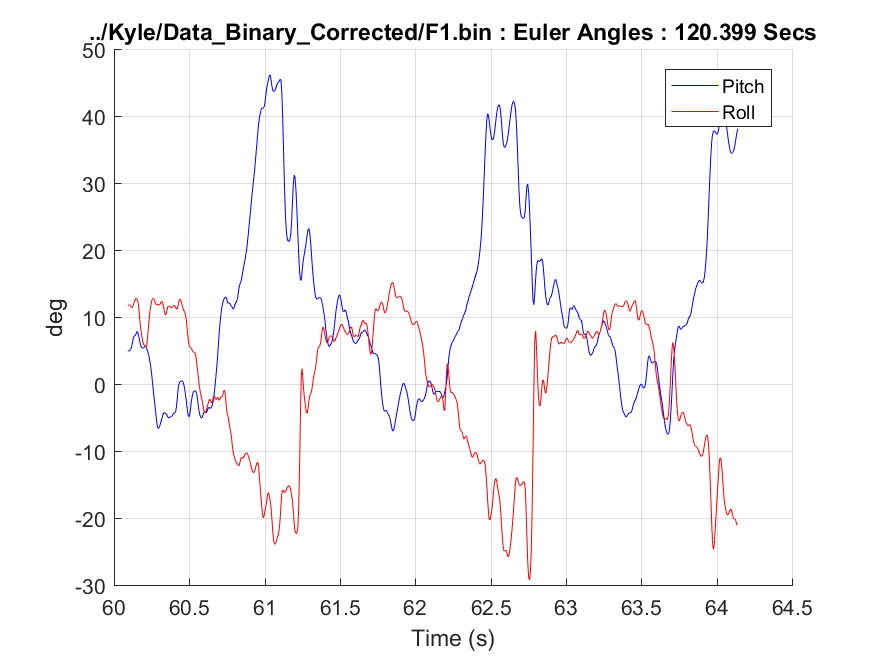 ../Kyle/Data_Binary_Corrected/F1.bin : Euler Angles : 120.399 Secs
50
40
30
20
10
0
-10
-20
-30
deg
Pitch
Roll
60 60.5 61 61.5 62 62.5 63 63.5 64 64.5
Time (s)